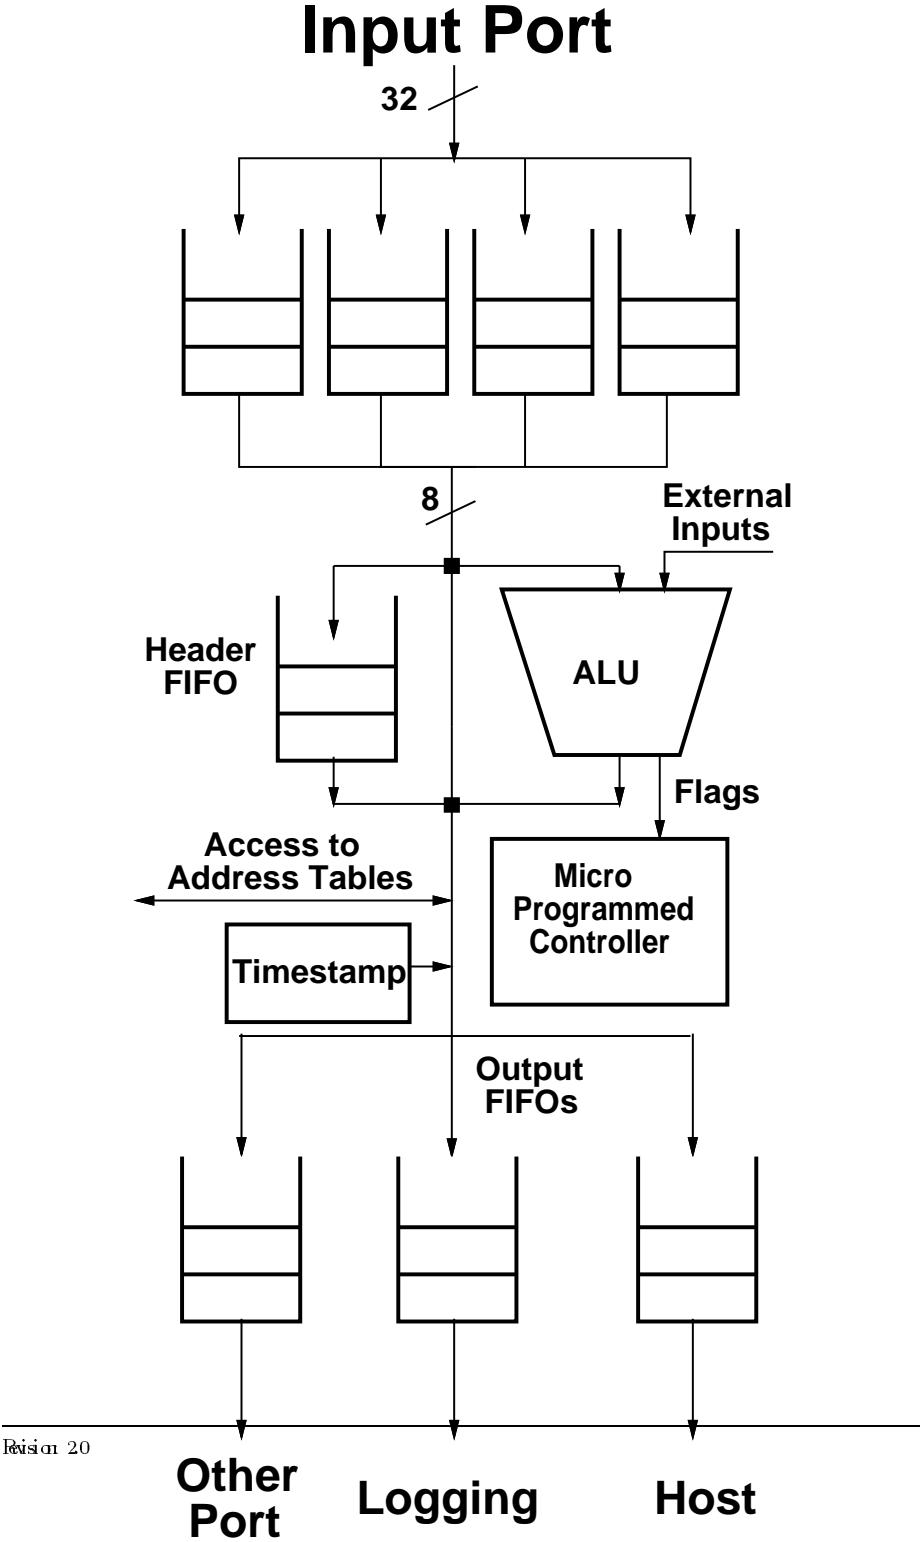 Input Port
32
8
External
Inputs
Header
FIFO
ALU
Flags
Access to
Address Tables
Micro
Programmed
Controller
Timestamp
Output
FIFOs
20
Other
Port
Logging
Host